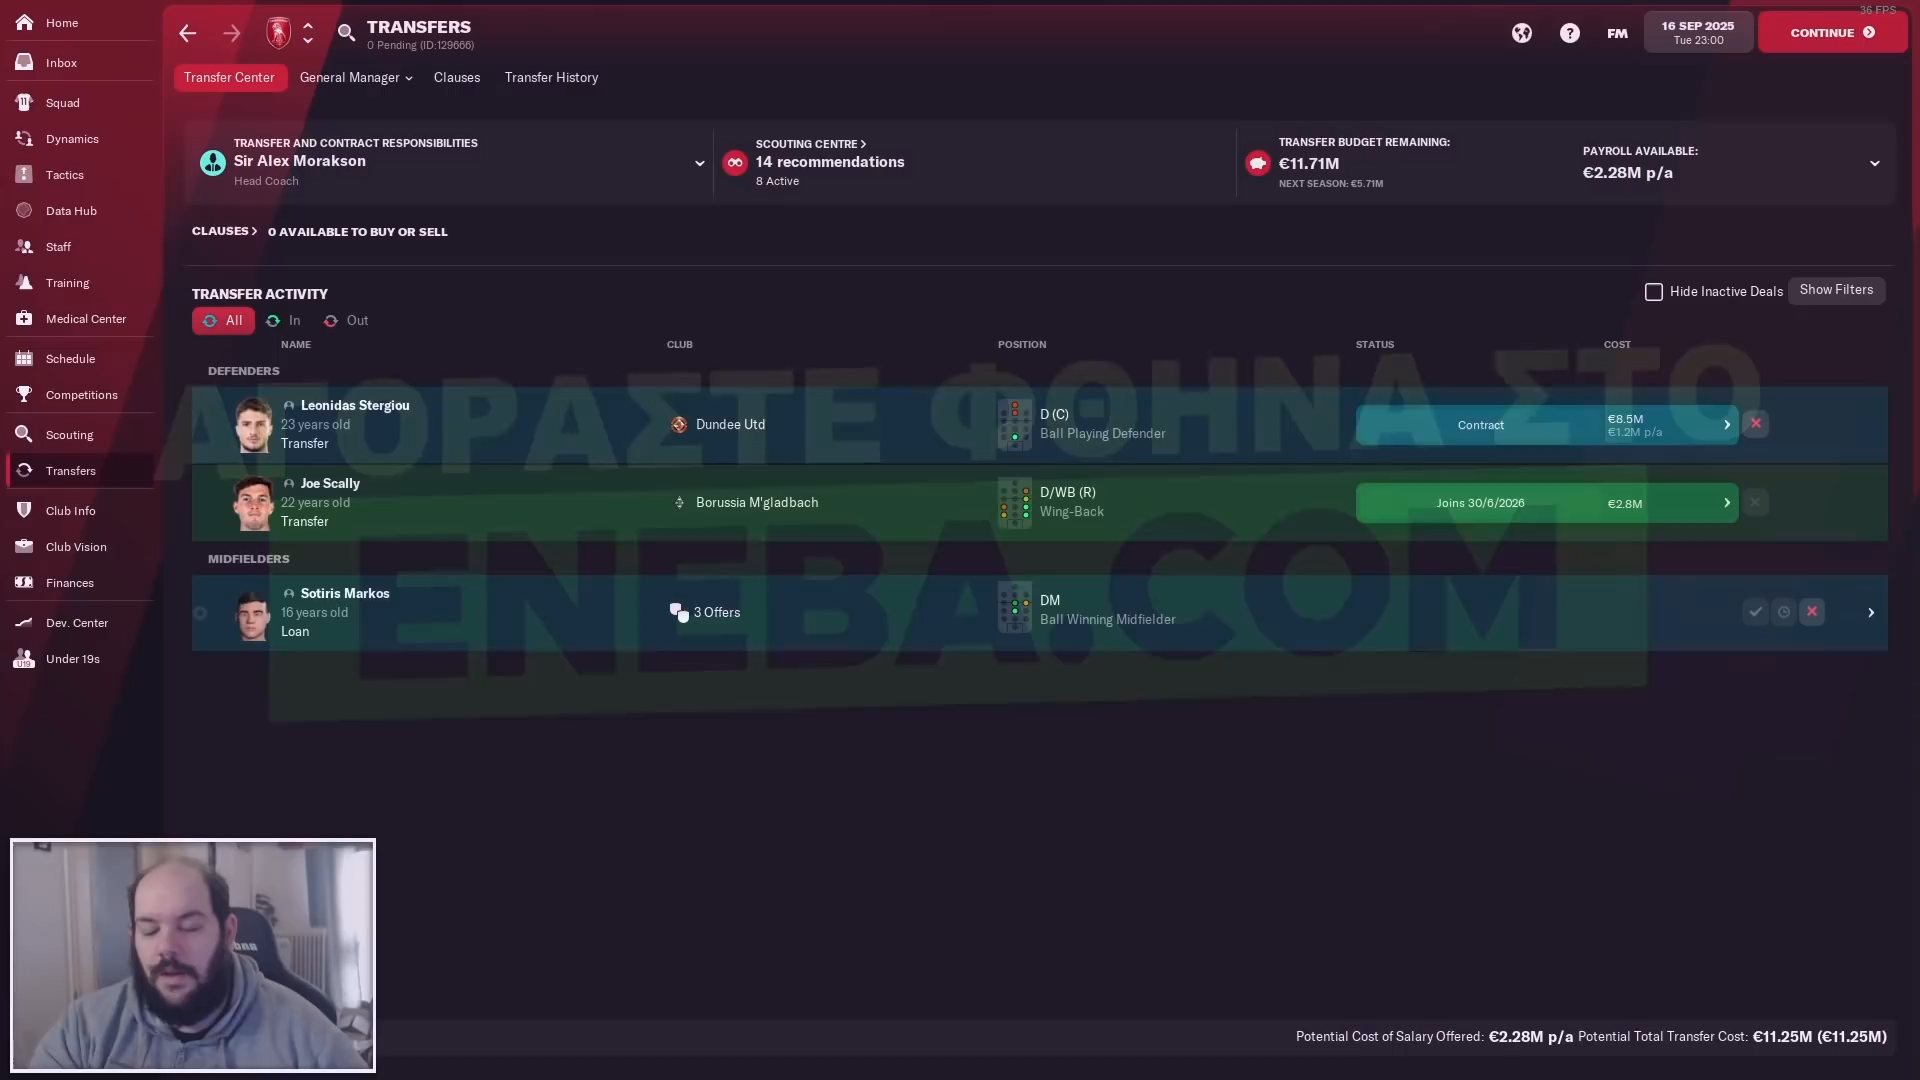 Home
Inbox
Squad
Dynamics
Tactics
Data Hub
Staff
Training
Medical Center
Schedule
Competitions
Scouting
Transfers
Club Info
Club Vision
Finances
Dev. Center
U19
Under 19s
TRANSFERS
0 Pending (ID:129666)
FM
36 FPS
16 SEP 2025
Tue 23:00
CONTINUE
Transfer Center
General Manager
Clauses
Transfer History
TRANSFER AND CONTRACT RESPONSIBILITIES
Sir Alex Morakson
Head Coach
SCOUTING CENTRE
14 recommendations
8 Active
TRANSFER BUDGET REMAINING:
€11.71M
NEXT SEASON: €5.71M
PAYROLL AVAILABLE:
€2.28M p/a
CLAUSES 0 AVAILABLE TO BUY OR SELL
TRANSFER ACTIVITY
Hide Inactive Deals
Show Filters
All In Out
NAME CLUB POSITION STATUS COST
ΑΓΟΡΑΣΤΕ ΦΘΗΝΑ ΣΤΟ
ENEBA.COM
DEFENDERS
Leonidas Stergiou
23 years old
Transfer
Dundee Utd
D (C)
Ball Playing Defender
Contract
€8.5M
€1.2M p/a
Joe Scally
22 years old
Transfer
Borussia M'gladbach
D/WB (R)
Wing-Back
Joins 30/6/2026
€2.8M
MIDFIELDERS
Sotiris Markos
16 years old
Loan
3 Offers
DM
Ball Winning Midfielder
Potential Cost of Salary Offered: €2.28M p/a Potential Total Transfer Cost: €11.25M (€11.25M)